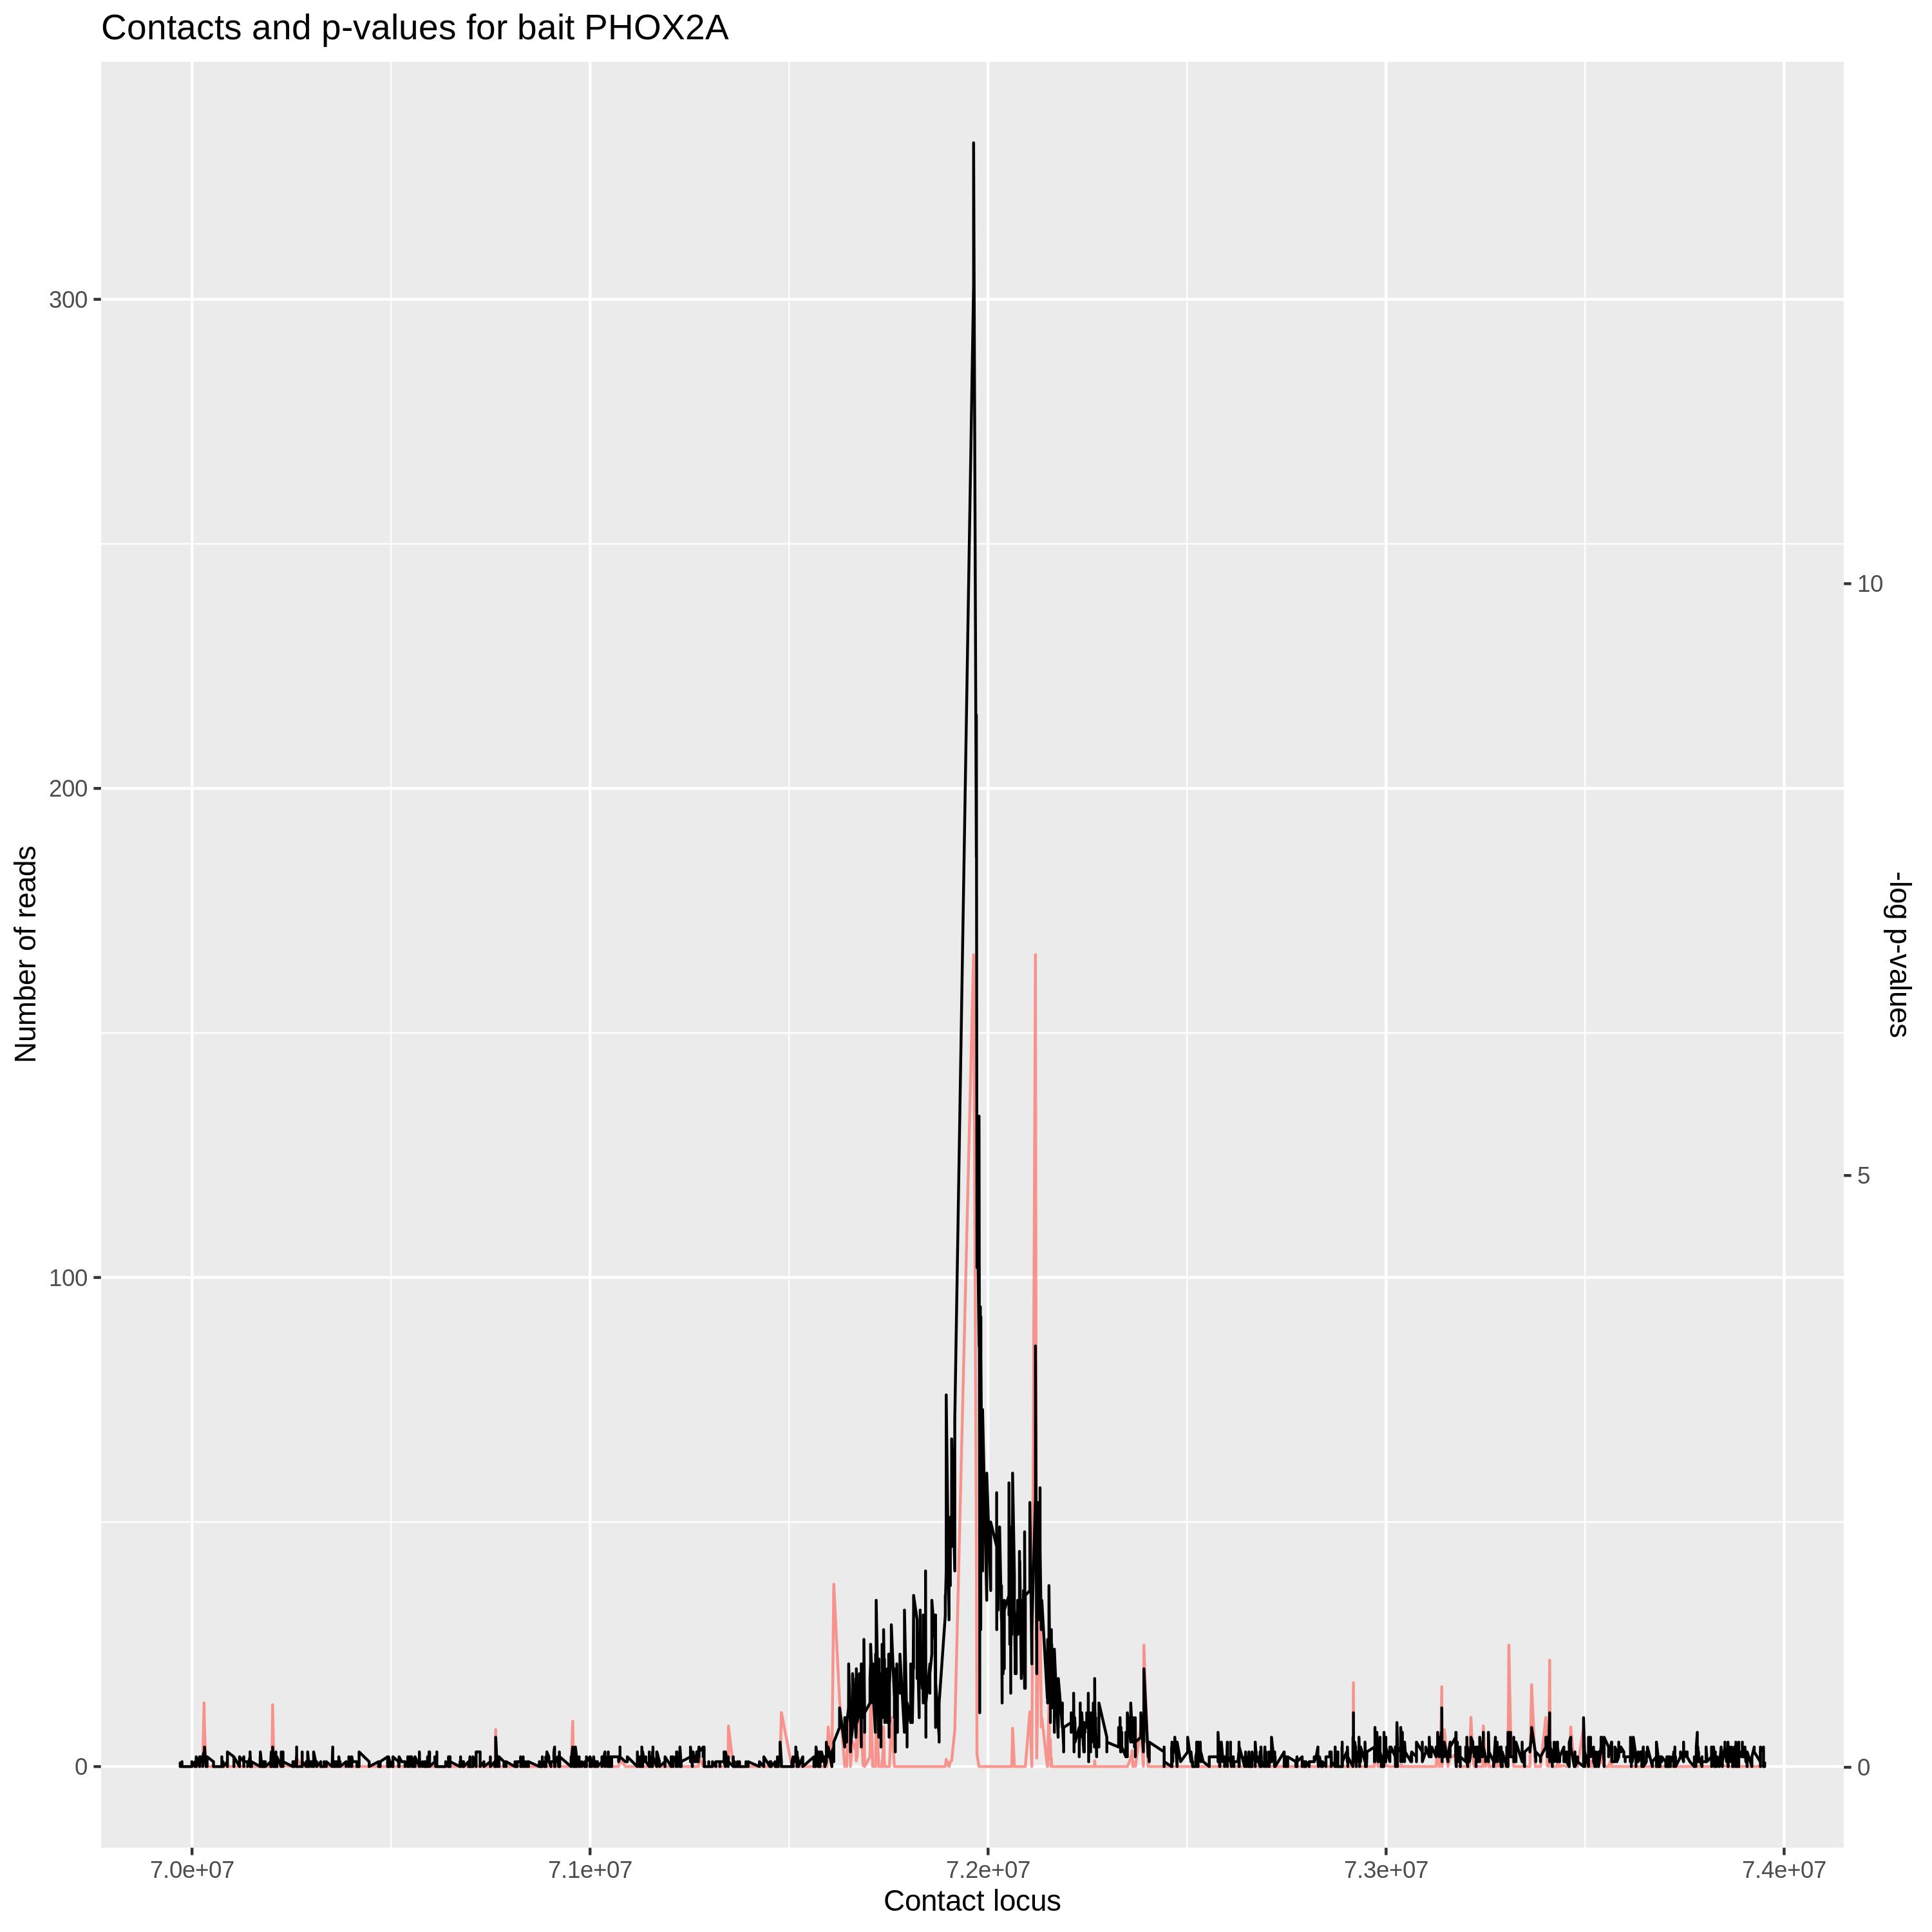 Contacts and p-values for bait PHOX2A
300
200
100
0
Number of reads
10
5
0
-log p-values
7.0e+07 7.1e+07 7.2e+07 7.3e+07 7.4e+07
Contact locus